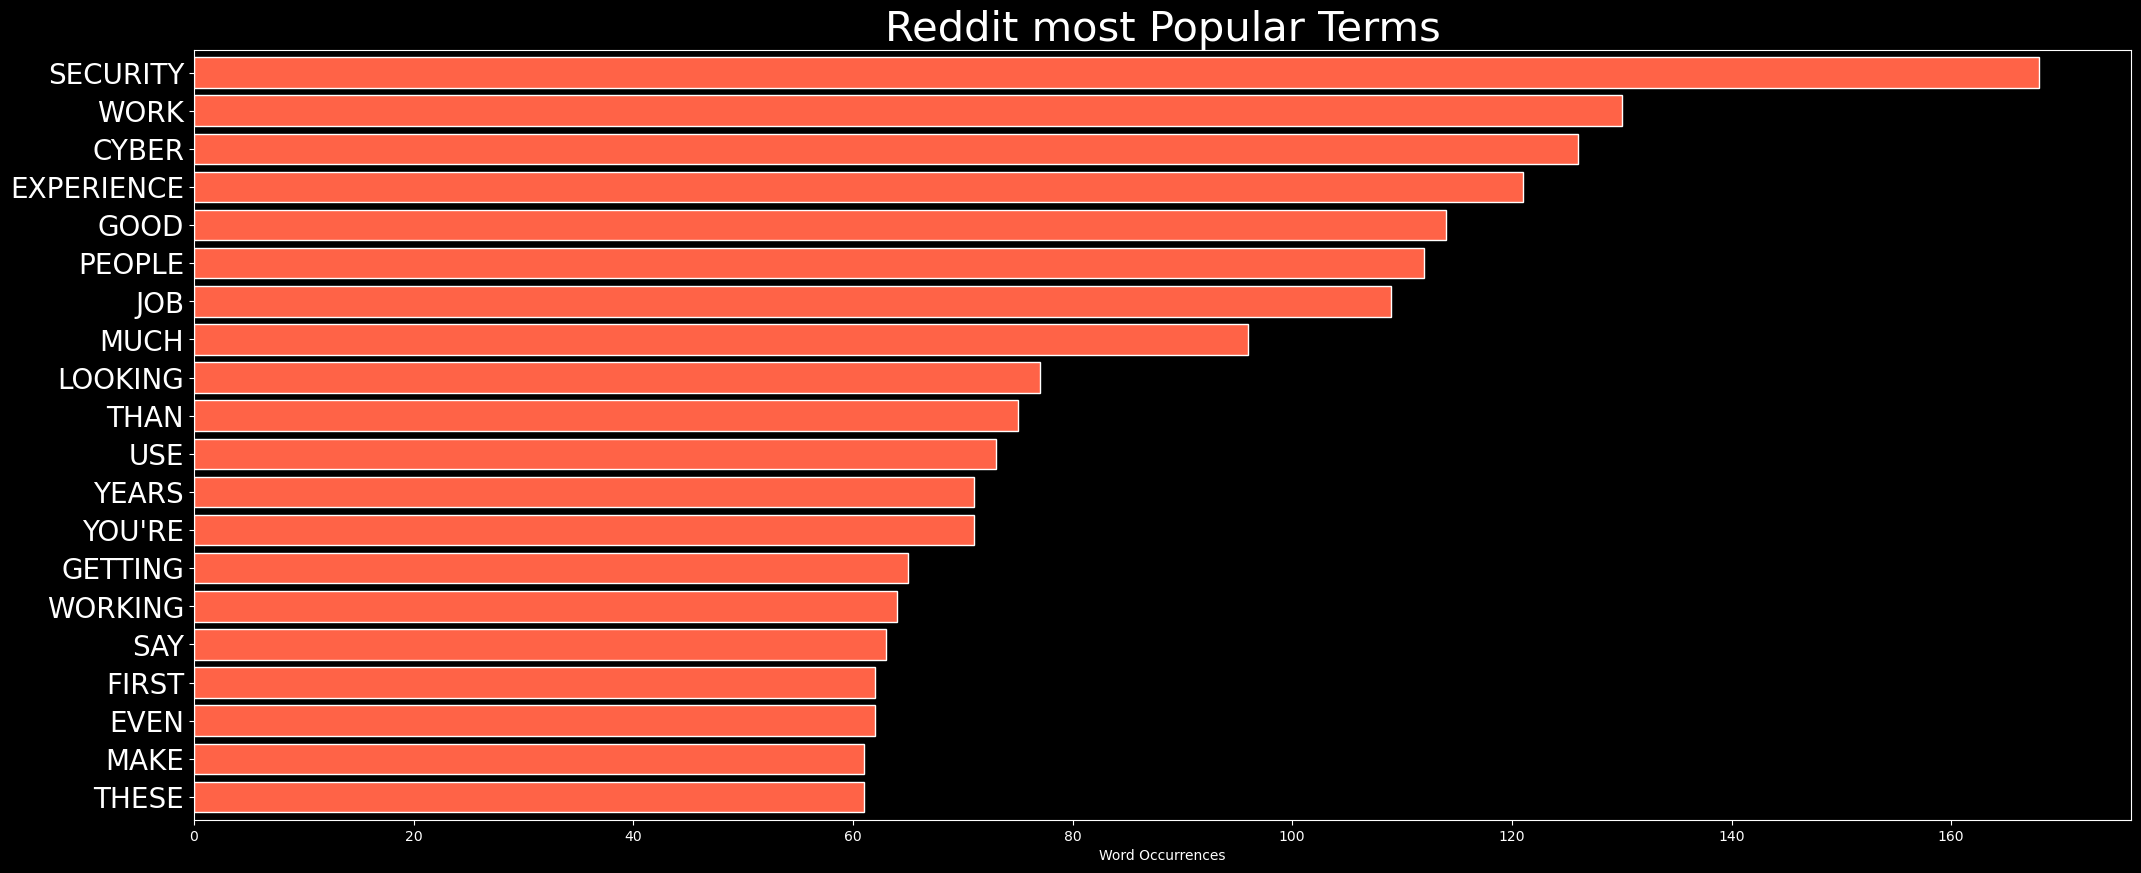 Reddit most Popular Terms
SECURITY
WORK
CYBER
EXPERIENCE
GOOD
PEOPLE
JOB
MUCH
LOOKING
THAN
USE
YEARS
YOU'RE
GETTING
WORKING
SAY
FIRST
EVEN
MAKE
THESE
0 20 40 60 80 100 120 140 160
Word Occurrences